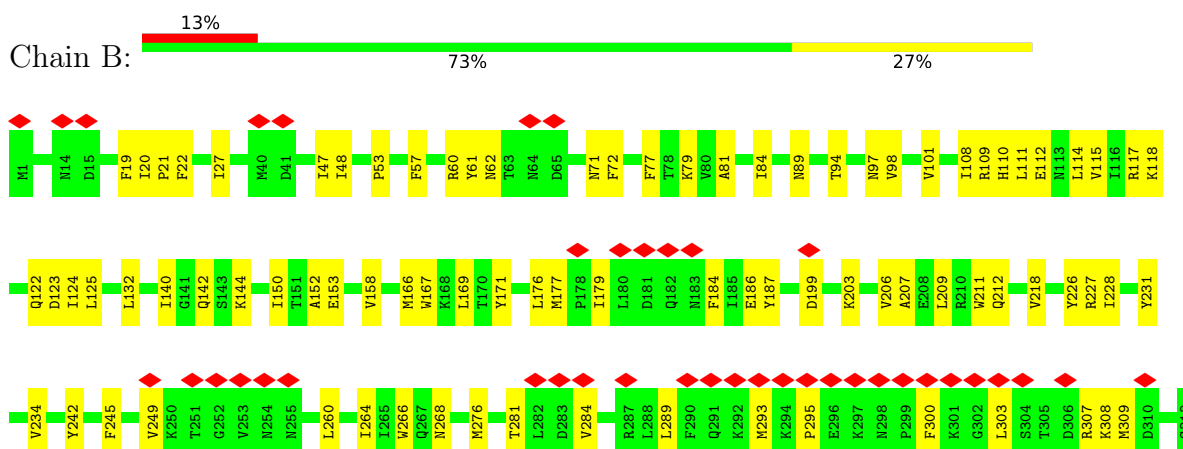 13%
Chain B:
73% 27%
M1 N14 D15 F19 I20 P21 F22 I27 M40 D41 I47 I48 P53 F57 R60 Y61 N62 T63 N64 D65 N71 F72 F77 T78 K79 V80 A81 I84 N89 T94 N97 V98 V101 I108 R109 H110 L111 E112 N113 L114 V115 I116 R117 K118
Q122 D123 I124 L125 L132 I140 G141 Q142 S143 K144 I150 T151 A152 E153 V158 M166 W167 K168 L169 T170 Y171 L176 M177 P178 I179 L180 D181 Q182 N183 F184 I185 E186 Y187 D199 K203 V206 A207 E208 L209 R210 W211 Q212 V218 Y226 R227 I228 Y231
V234 Y242 F245 V249 K250 T251 G252 V253 N254 N255 L260 I264 I265 W266 Q267 N268 M276 T281 L282 D283 V284 R287 L288 L289 F290 Q291 K292 M293 K294 P295 E296 K297 N298 P299 F300 K301 G302 L303 S304 T305 D306 R307 K308 M309 D310